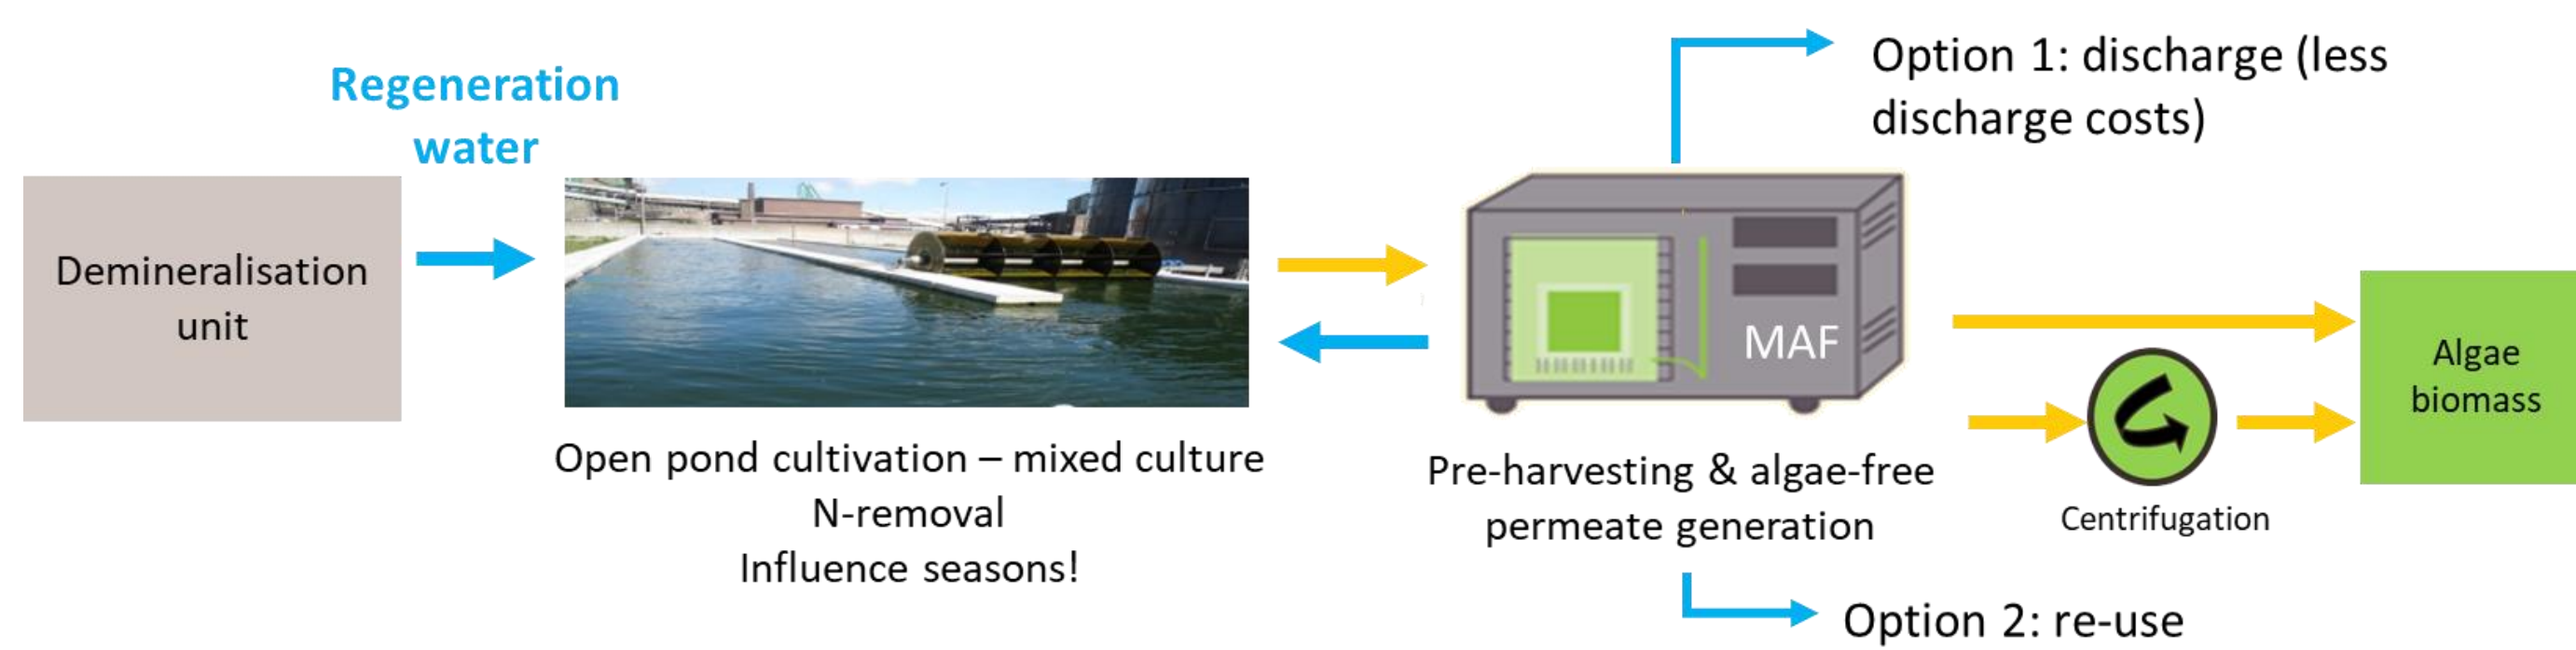 Regeneration
water
Demineralisation
unit
Open pond cultivation – mixed culture
N-removal
Influence seasons!
MAF
Pre-harvesting & algae-free
permeate generation
Option 1: discharge (less
discharge costs)
Option 2: re-use
Centrifugation
Algae
biomass